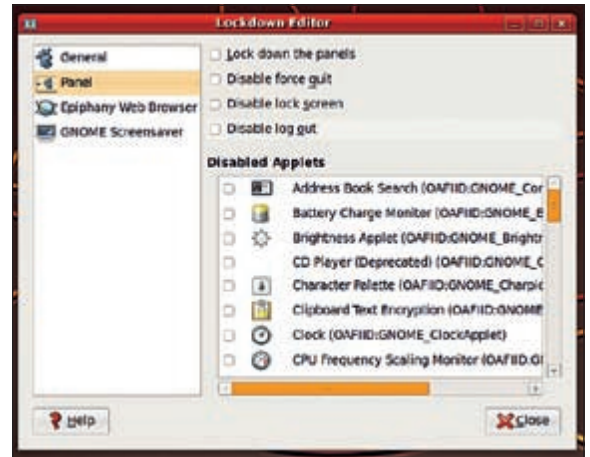 Lockdown Editor
General
Panel
Epiphany Web Browser
GNOME Screensaver
Lock down the panels
Disable force quit
Disable lock screen
Disable log out
Disabled Applets
Address Book Search (OAFIID:GNOME_Cor
Battery Charge Monitor (OAFIID:GNOME_B
Brightness Applet (OAFIID:GNOME_Brightr
CD Player (Deprecated) (OAFIID:GNOME_C
Character Palette (OAFIID:GNOME_Charpic
Clipboard Text Encryption (OAFIID:GNOME
Clock (OAFIID:GNOME_ClockApplet)
CPU Frequency Scaling Monitor (OAFIID:GI
Help
Close